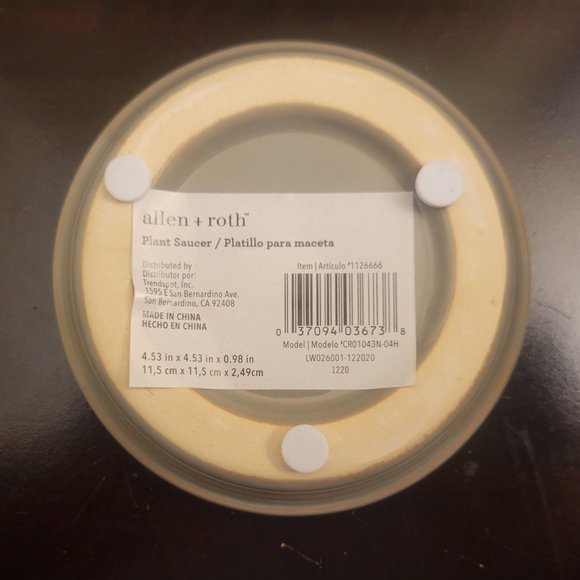 allen + roth™
Plant Saucer / Platillo para maceta
Distributed by
Distribuidor por:
Trendspot, Inc.
1595 E San Bernardino Ave.
San Bernardino, CA 92408
MADE IN CHINA
HECHO EN CHINA
4.53 in x 4.53 in x 0.98 in
11,5 cm x 11,5 cm x 2,49cm
Item | Artículo #1126666
0 37094 03673 8
Model | Modelo #CR01043N-04H
LW026001-122020
1220